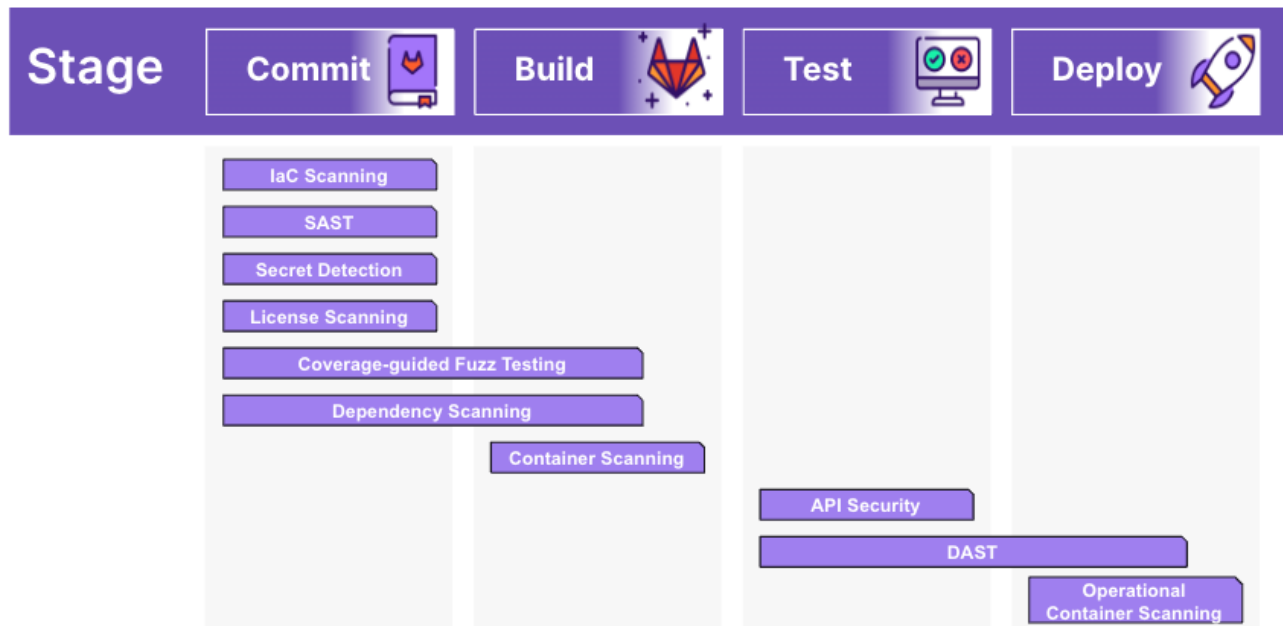 Stage
Commit
Build
Test
Deploy
IaC Scanning
SAST
Secret Detection
License Scanning
Coverage-guided Fuzz Testing
Dependency Scanning
Container Scanning
API Security
DAST
Operational
Container Scanning